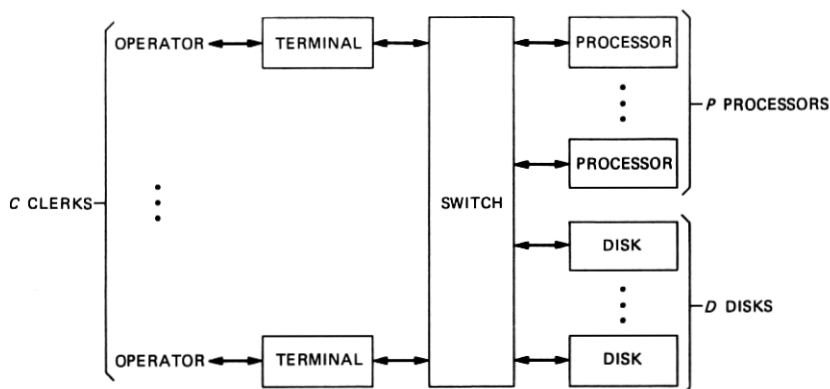 OPERATOR
TERMINAL
PROCESSOR
P PROCESSORS
PROCESSOR
C CLERKS
SWITCH
DISK
D DISKS
OPERATOR
TERMINAL
DISK